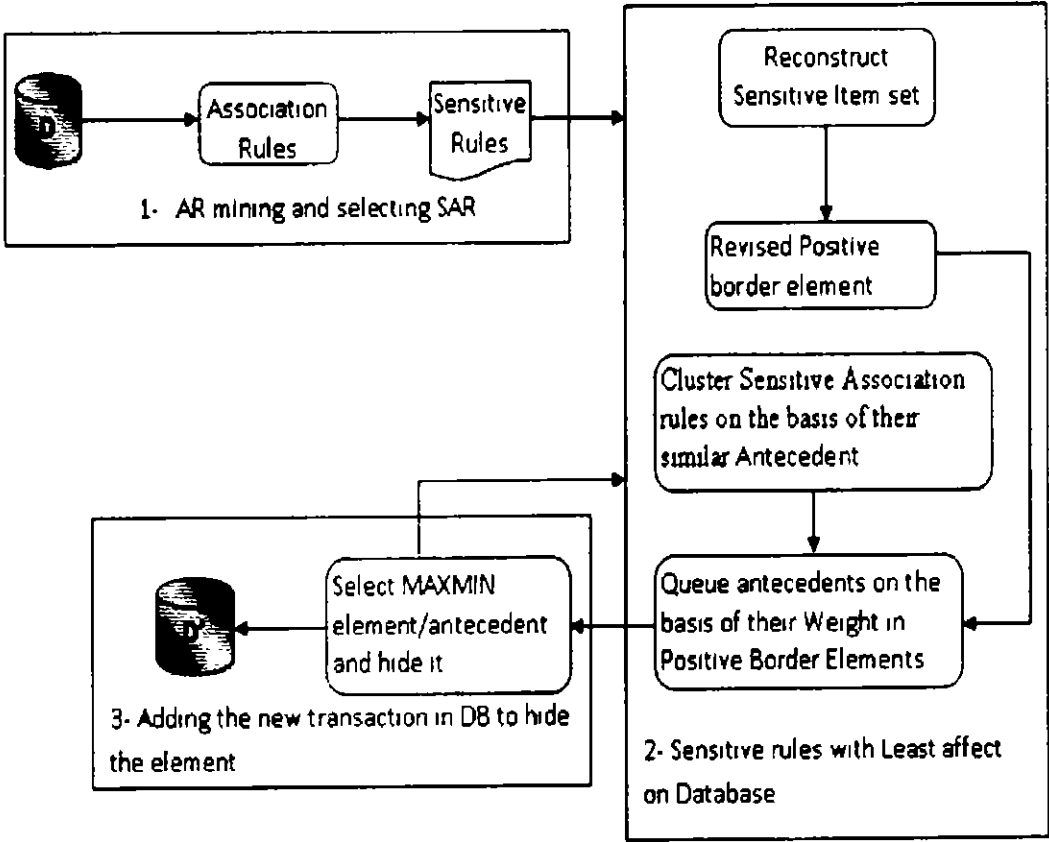 D
Association
Rules
Sensitive
Rules
1- AR mining and selecting SAR
Reconstruct
Sensitive Item set
Revised Positive
border element
Cluster Sensitive Association
rules on the basis of their
similar Antecedent
Queue antecedents on the
basis of their Weight in
Positive Border Elements
2- Sensitive rules with Least affect
on Database
Select MAXMIN
element/antecedent
and hide it
D'
3- Adding the new transaction in DB to hide
the element